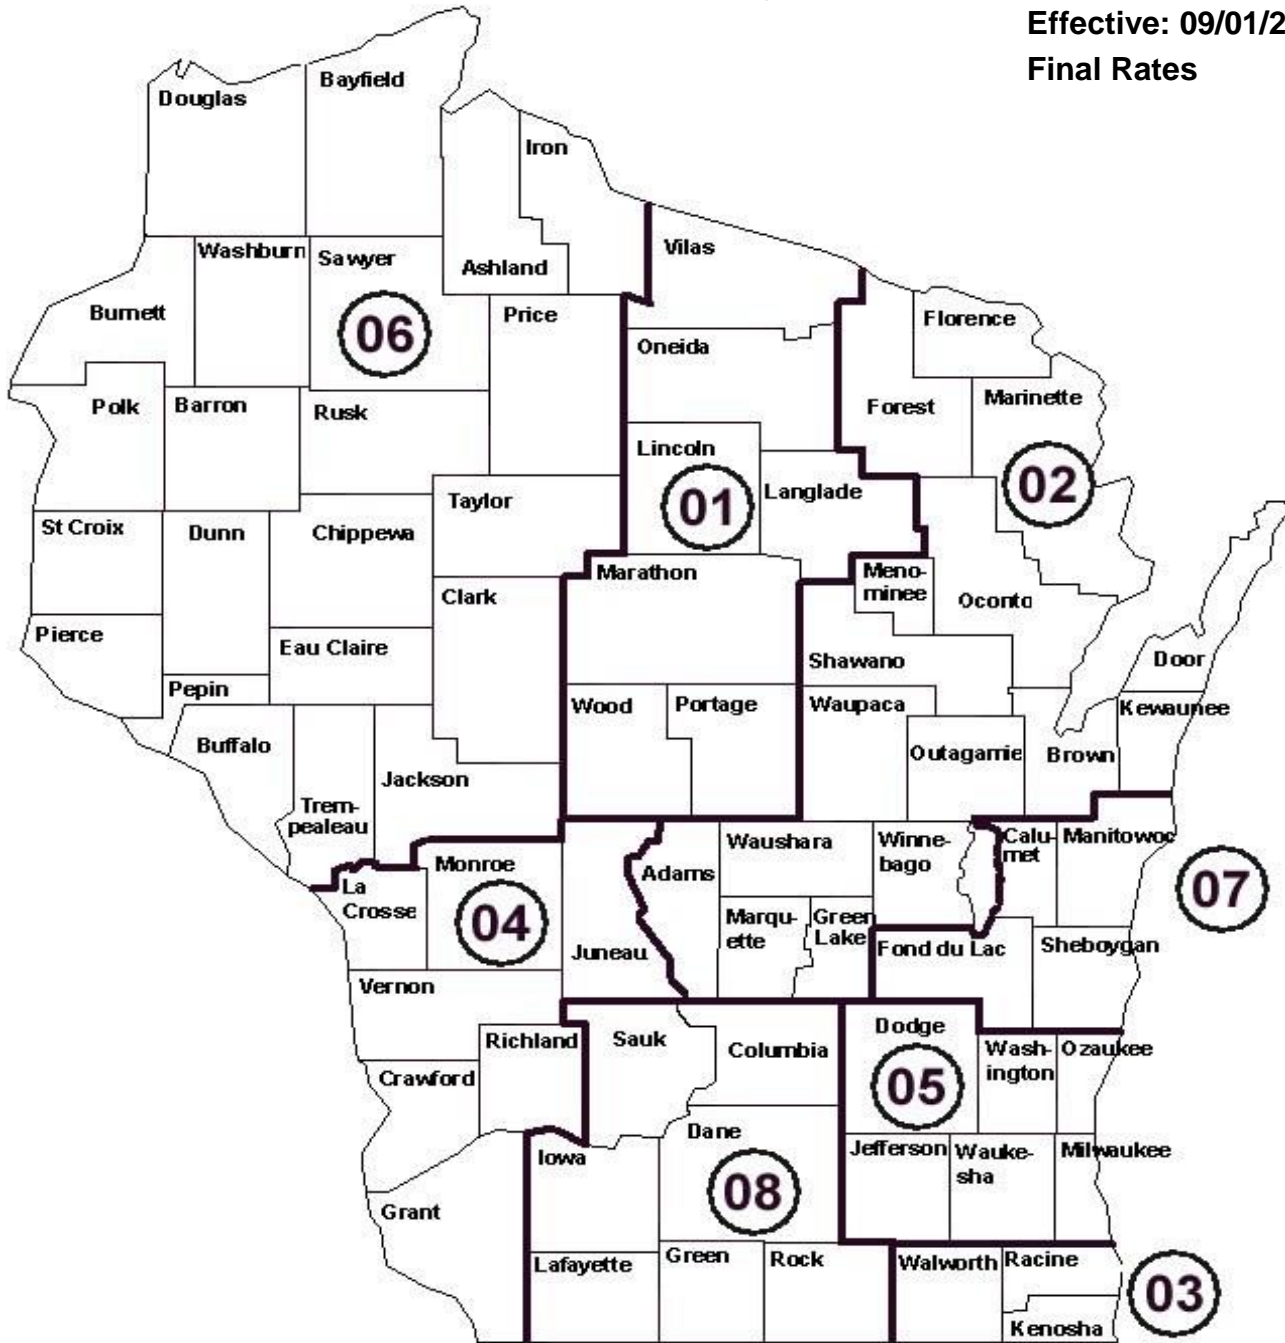 Effective: 09/01/2
Final Rates
Bayfield
Douglas
Iron
Washburn
Sawyer
Ashland
Vilas
Burnett
06
Price
Florence
Oneida
Polk
Barron
Rusk
Forest
Marinette
Lincoln
02
Taylor
01
Langlade
St Croix
Dunn
Chippewa
Marathon
Meno-
minee
Clark
Oconto
Pierce
Eau Claire
Shawano
Door
Pepin
Wood
Portage
Waupaca
Kewaunee
Buffalo
Outagamie
Brown
Jackson
Trem-
pealeau
Waushara
Winne-
bago
Calu-
met
Manitowoc
Monroe
Adams
La
Crosse
07
04
Marqu-
ette
Green
Lake
Juneau
Fond du Lac
Sheboygan
Vernon
Richland
Sauk
Columbia
Dodge
Wash-
ington
Ozaukee
Crawford
05
Dane
Iowa
Jefferson
Wauke-
sha
Milwaukee
08
Grant
Lafayette
Green
Rock
Walworth
Racine
03
Kenosha